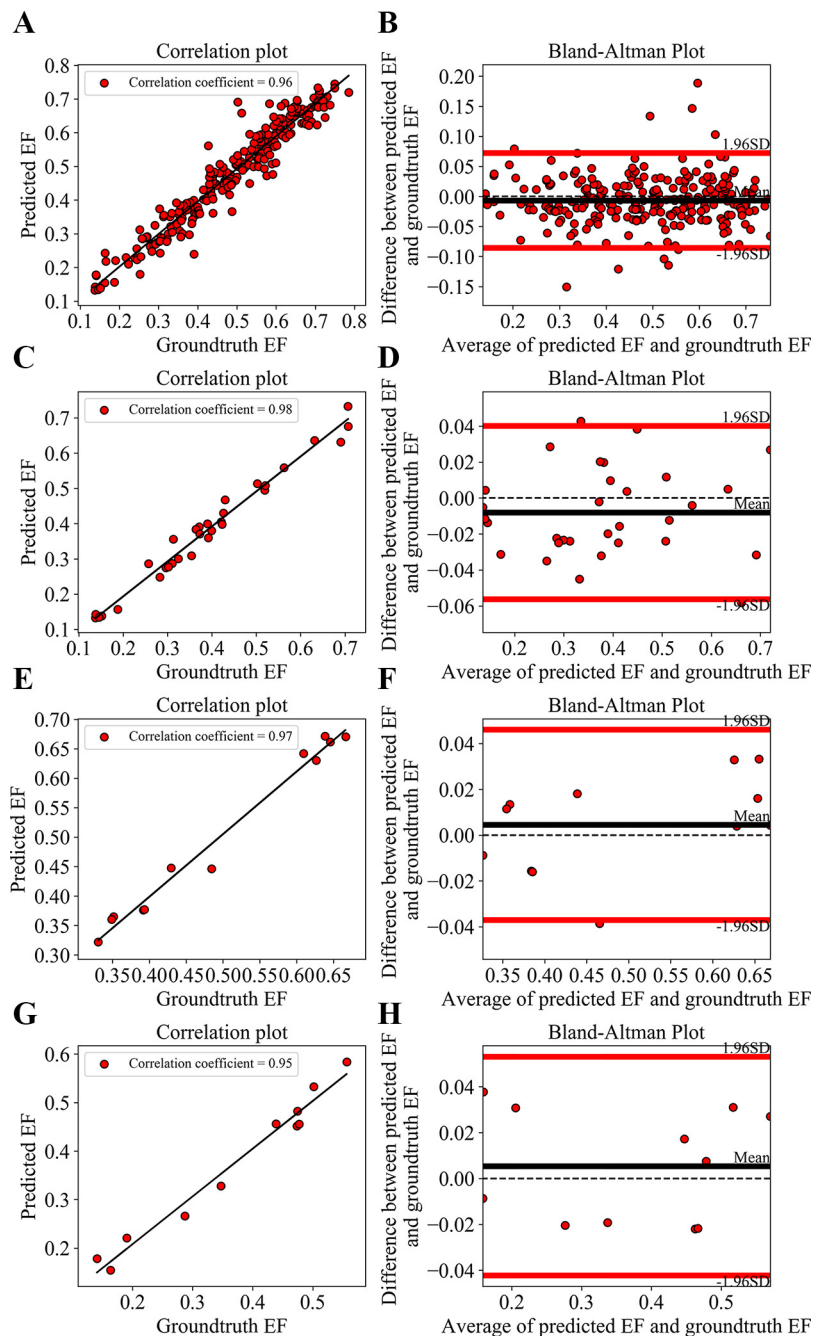 A
Correlation plot
Correlation coefficient = 0.96
Predicted EF
0.8
0.7
0.6
0.5
0.4
0.3
0.2
0.1
0.1 0.2 0.3 0.4 0.5 0.6 0.7 0.8
Groundtruth EF
B
Bland-Altman Plot
Difference between predicted EF
and groundtruth EF
0.20
0.15
0.10
0.05
0.00
−0.05
−0.10
−0.15
1.96SD
Mean
-1.96SD
0.2 0.3 0.4 0.5 0.6 0.7
Average of predicted EF and groundtruth EF
C
Correlation plot
Correlation coefficient = 0.98
Predicted EF
0.7
0.6
0.5
0.4
0.3
0.2
0.1
0.1 0.2 0.3 0.4 0.5 0.6 0.7
Groundtruth EF
D
Bland-Altman Plot
Difference between predicted EF
and groundtruth EF
0.04
0.02
0.00
−0.02
−0.04
−0.06
1.96SD
Mean
-1.96SD
0.2 0.3 0.4 0.5 0.6 0.7
Average of predicted EF and groundtruth EF
E
Correlation plot
Correlation coefficient = 0.97
Predicted EF
0.70
0.65
0.60
0.55
0.50
0.45
0.40
0.35
0.30
0.35 0.40 0.45 0.50 0.55 0.60 0.65
Groundtruth EF
F
Bland-Altman Plot
Difference between predicted EF
and groundtruth EF
0.04
0.02
0.00
−0.02
−0.04
1.96SD
Mean
-1.96SD
0.35 0.40 0.45 0.50 0.55 0.60 0.65
Average of predicted EF and groundtruth EF
G
Correlation plot
Correlation coefficient = 0.95
Predicted EF
0.6
0.5
0.4
0.3
0.2
0.2 0.3 0.4 0.5
Groundtruth EF
H
Bland-Altman Plot
Difference between predicted EF
and groundtruth EF
0.04
0.02
0.00
−0.02
−0.04
1.96SD
Mean
-1.96SD
0.2 0.3 0.4 0.5
Average of predicted EF and groundtruth EF